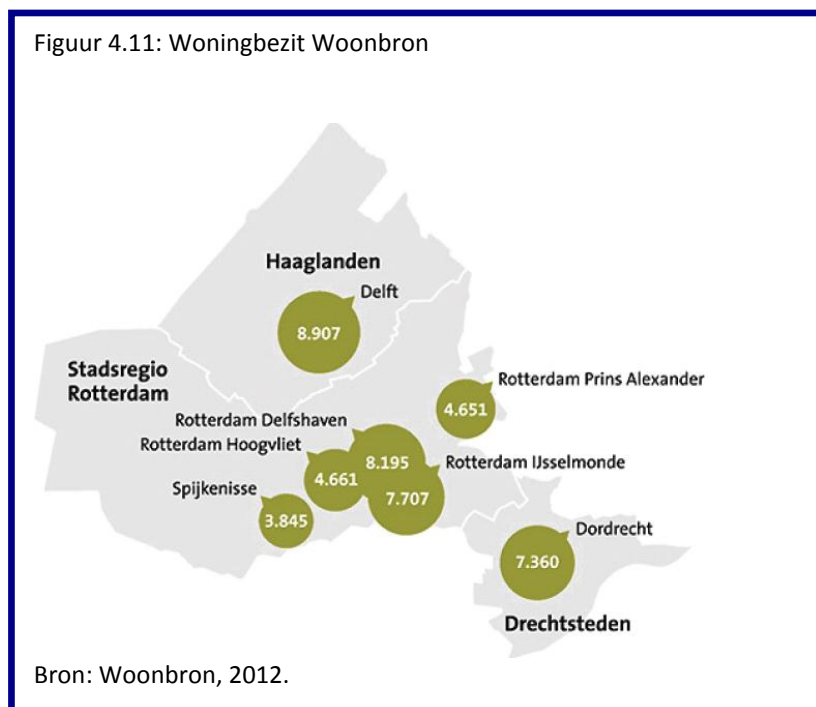 Figuur 4.11: Woningbezit Woonbron
Haaglanden
Delft
8.907
Stadsregio
Rotterdam
Rotterdam Prins Alexander
4.651
Rotterdam Delfshaven
Rotterdam Hoogvliet
8.195
Rotterdam IJsselmonde
4.661
7.707
Spijkenisse
3.845
Dordrecht
7.360
Drechtsteden
Bron: Woonbron, 2012.